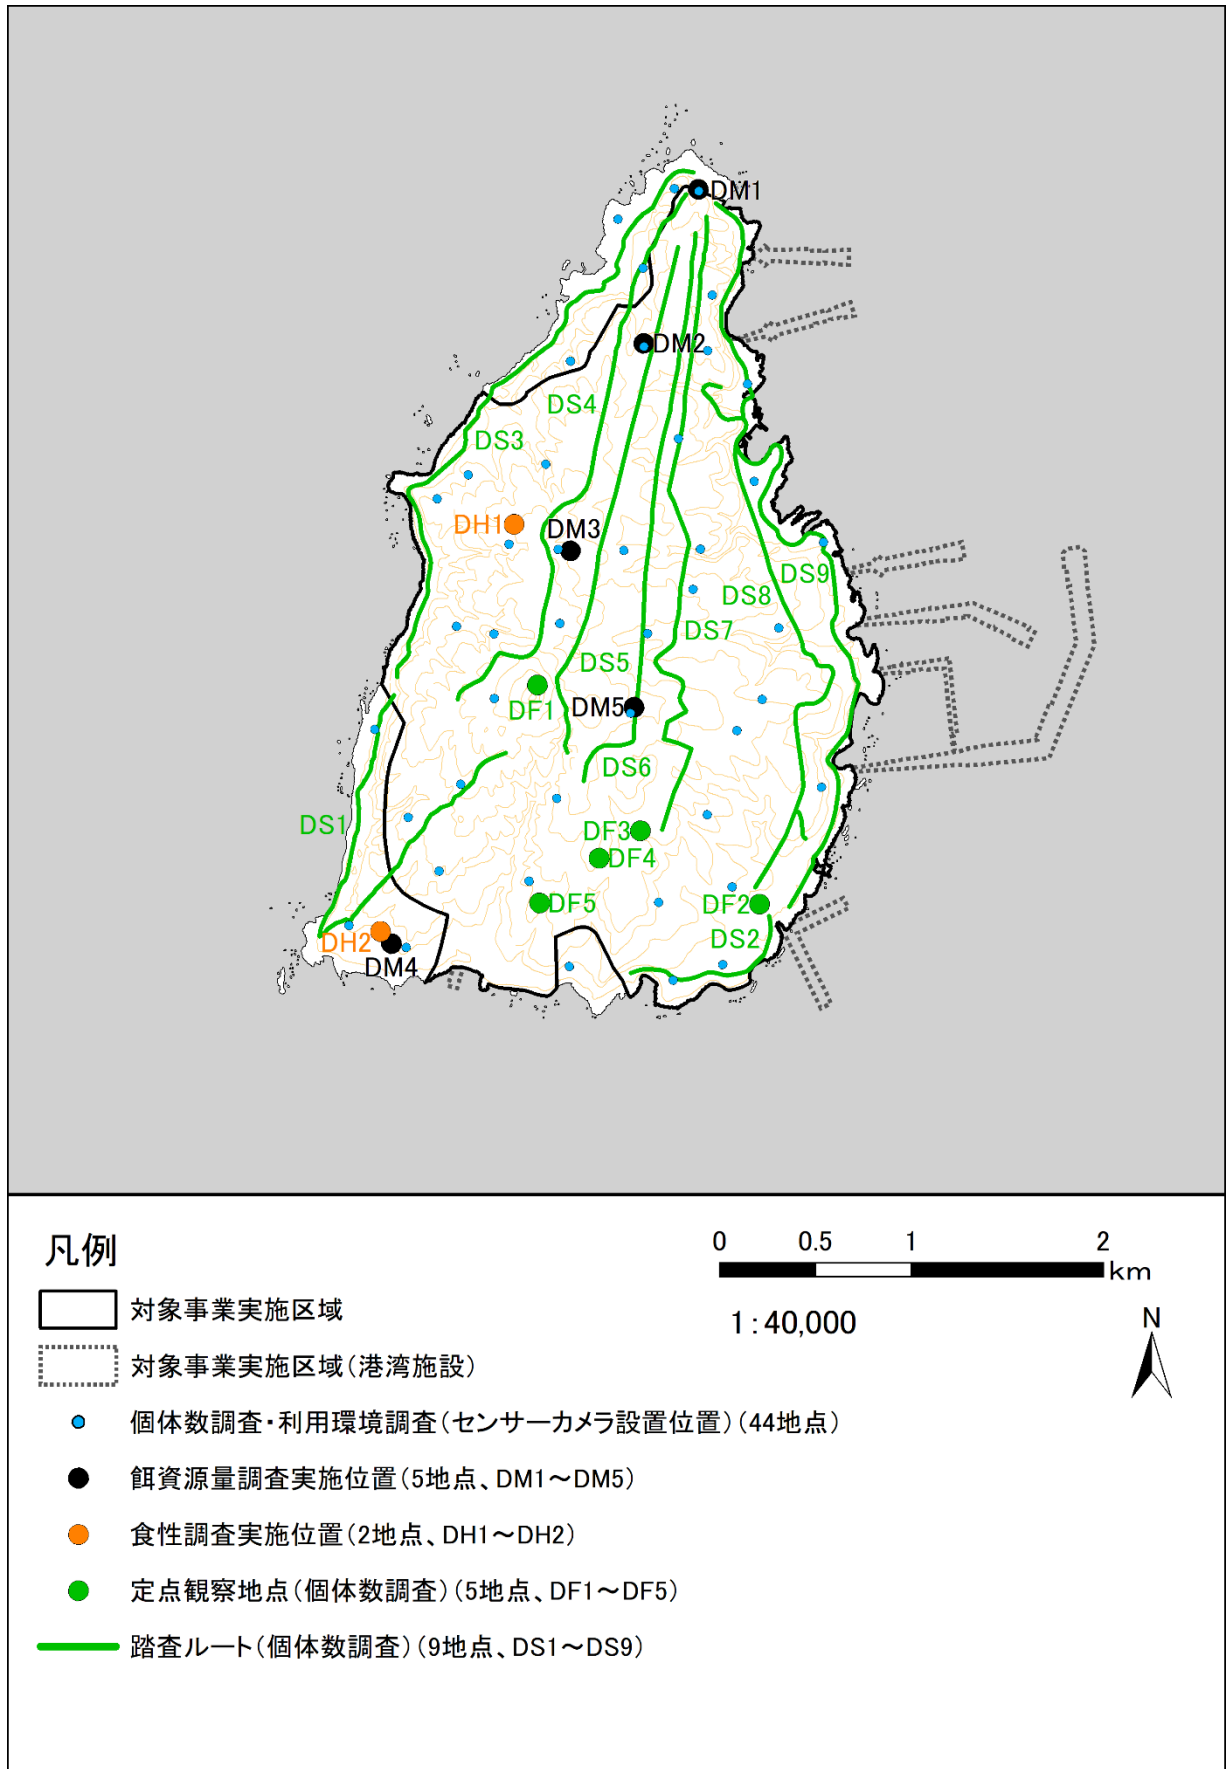 DM1
DM2
DS4
DS3
DH1
DM3
DS9
DS8
DS7
DS5
DF1
DM5
DS6
DS1
DF3
DF4
DF5
DF2
DH2
DS2
DM4
凡例
0 0.5 1 2
km
1:40,000
N
対象事業実施区域
対象事業実施区域(港湾施設)
個体数調査・利用環境調査(センサーカメラ設置位置)(44地点)
餌資源量調査実施位置(5地点、DM1～DM5)
食性調査実施位置(2地点、DH1～DH2)
定点観察地点(個体数調査)(5地点、DF1～DF5)
踏査ルート(個体数調査)(9地点、DS1～DS9)